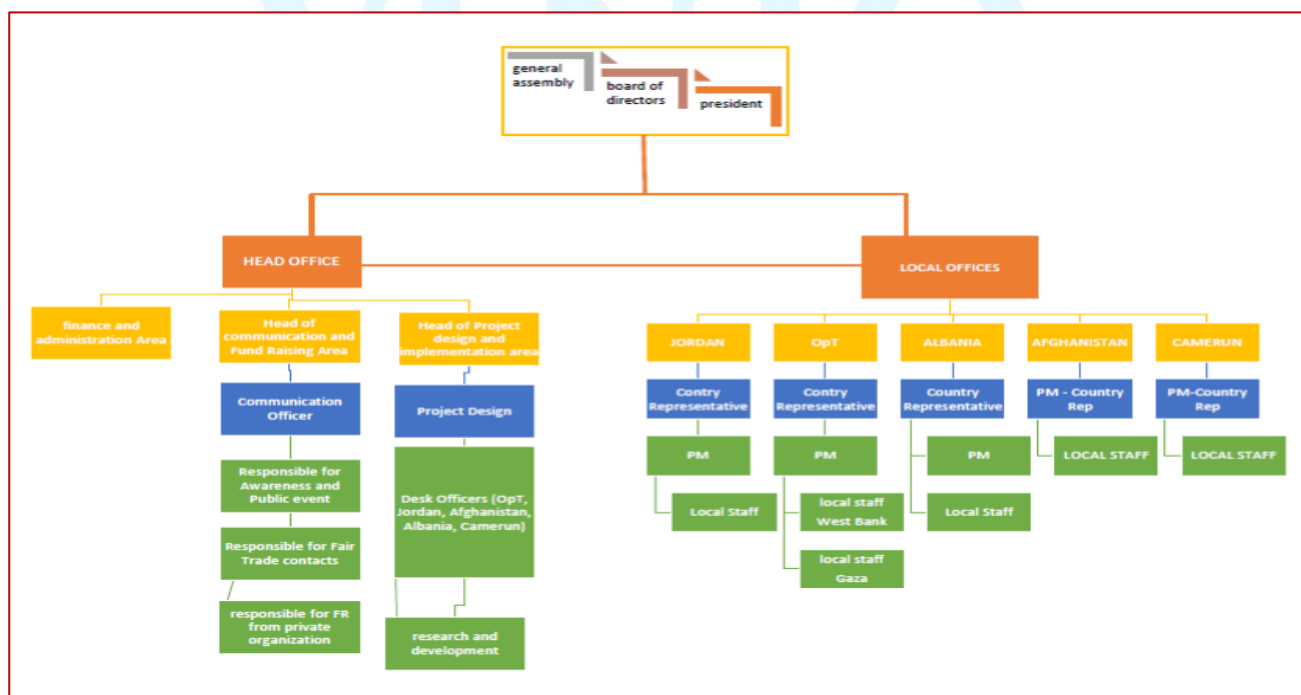 general
assembly
board of
directors
president
HEAD OFFICE
LOCAL OFFICES
finance and
administration Area
Head of
communication and
Fund Raising Area
Head of Project
design and
implementation area
Communication
Officer
Project Design
Responsible for
Awareness and
Public event
Desk Officers (OpT,
Jordan, Afghanistan,
Albania, Camerun)
Responsible for Fair
Trade contacts
responsible for FR
from private
organization
research and
development
JORDAN
OpT
ALBANIA
AFGHANISTAN
CAMERUN
Contry
Representative
Contry
Representative
Country
Representative
PM - Country
Rep
PM-Country
Rep
PM
PM
PM
LOCAL STAFF
LOCAL STAFF
Local Staff
local staff
West Bank
Local Staff
local staff
Gaza